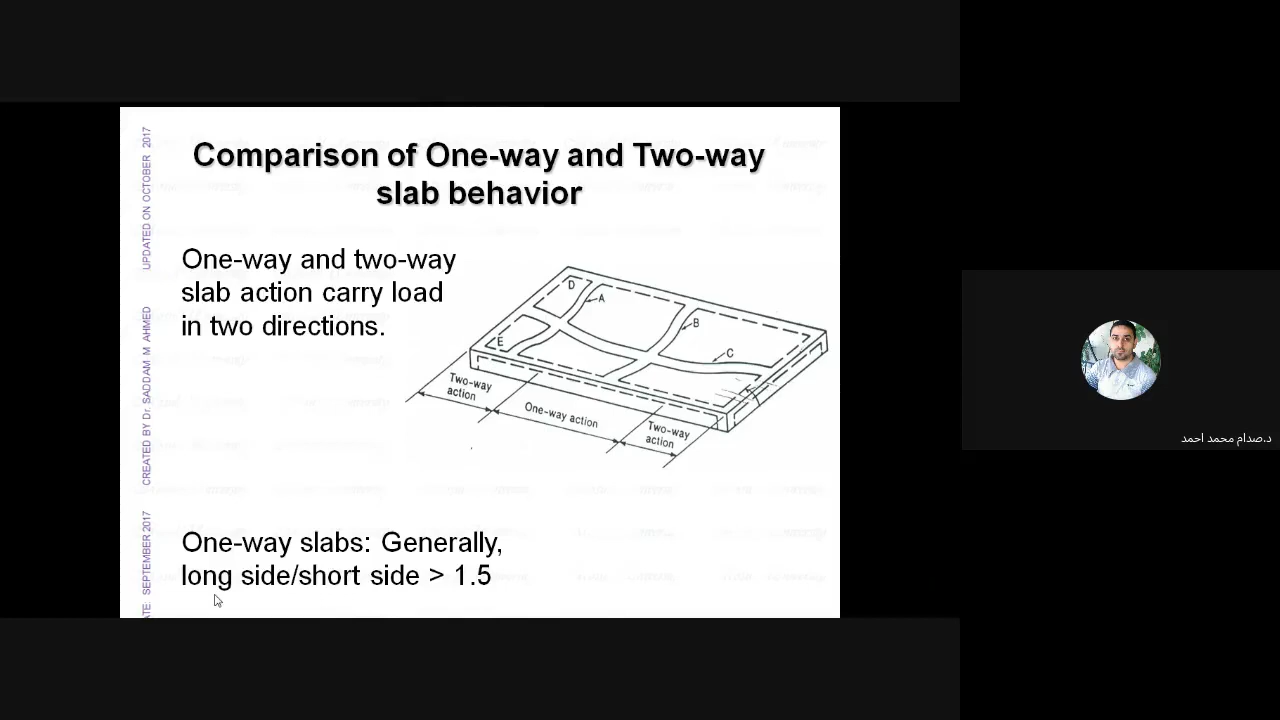 Comparison of One-way and Two-way
slab behavior
One-way and two-way
slab action carry load
in two directions.
D
A
B
E
C
Two-way
action
One-way action
Two-way
action
One-way slabs: Generally,
long side/short side > 1.5
UPDATED ON OCTOBER 2017
CREATED BY Dr. SADDAM M AHMED
ATE: SEPTEMBER 2017
د.صدام محمد احمد